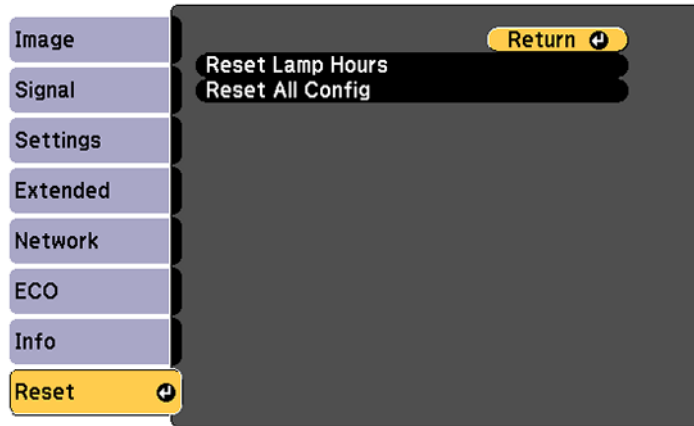 Image
Signal
Settings
Extended
Network
ECO
Info
Reset
Return
Reset Lamp Hours
Reset All Config